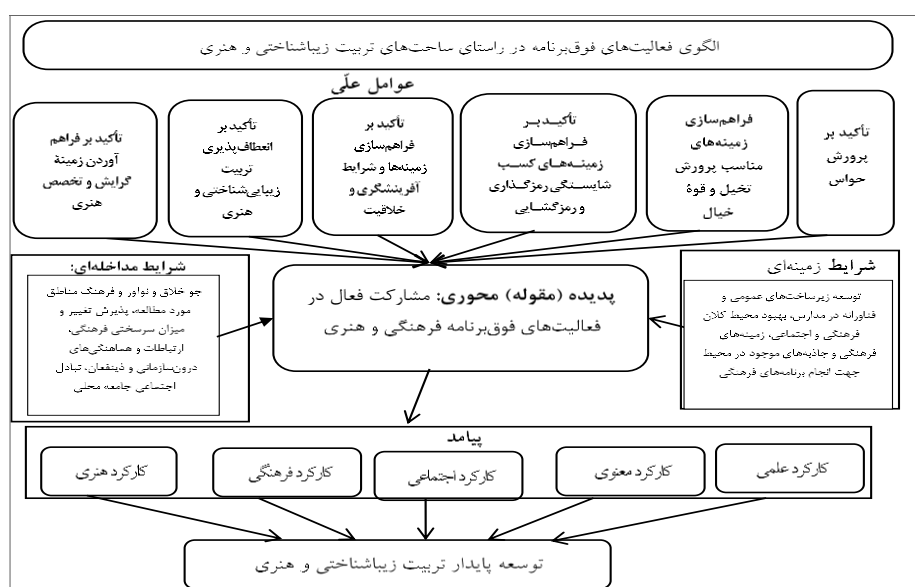 الگوی فعالیت‌های فوق‌برنامه در راستای ساحت‌های تربیت زیباشناختی و هنری
عوامل علّی
تأکید بر
پرورش
حواس
فراهم‌سازی
زمینه‌های
مناسب پرورش
تخیل و قوۀ
خیال
تأکید بر
فراهم‌سازی
زمینه‌های کسب
شایستگی رمزگذاری
و رمزگشایی
تأکید بر
فراهم‌سازی
زمینه‌ها و شرایط
آفرینشگری و
خلاقیت
تأکید بر
انعطاف‌پذیری
تربیت
زیبایی‌شناختی و
هنری
تأکید بر فراهم
آوردن زمینۀ
گرایش و تخصص
هنری
شرایط زمینه‌ای
توسعه زیرساخت‌های عمومی و
فناورانه در مدارس، بهبود محیط کلان
فرهنگی و اجتماعی، زمینه‌های
فرهنگی و جاذبه‌های موجود در محیط
جهت انجام برنامه‌های فرهنگی
پدیده (مقوله) محوری: مشارکت فعال در
فعالیت‌های فوق‌برنامه فرهنگی و هنری
شرایط مداخله‌ای:
جو خلاق و نوآور و فرهنگ مناطق
مورد مطالعه، پذیرش تغییر و
میزان سرسختی فرهنگی،
ارتباطات و هماهنگی‌های
درون‌سازمانی و ذینفعان، تبادل
اجتماعی جامعه محلی
پیامد
کارکرد علمی
کارکرد معنوی
کارکرد اجتماعی
کارکرد فرهنگی
کارکرد هنری
توسعه پایدار تربیت زیباشناختی و هنری